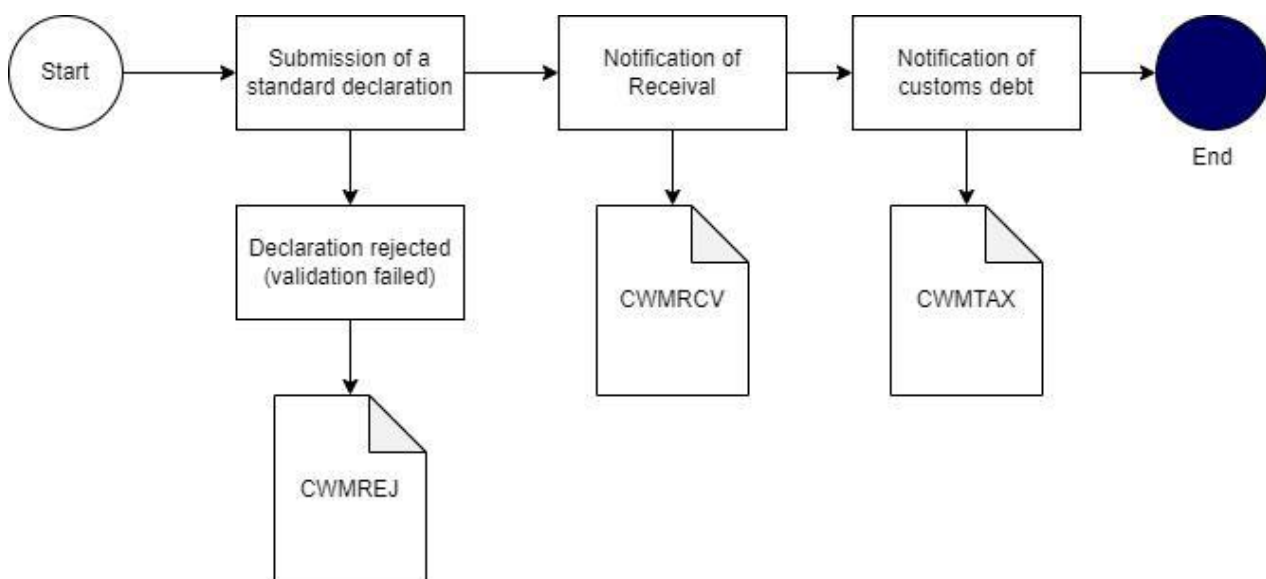 Start
Submission of a
standard declaration
Notification of
Receival
Notification of
customs debt
End
Declaration rejected
(validation failed)
CWMRCV
CWMTAX
CWMREJ